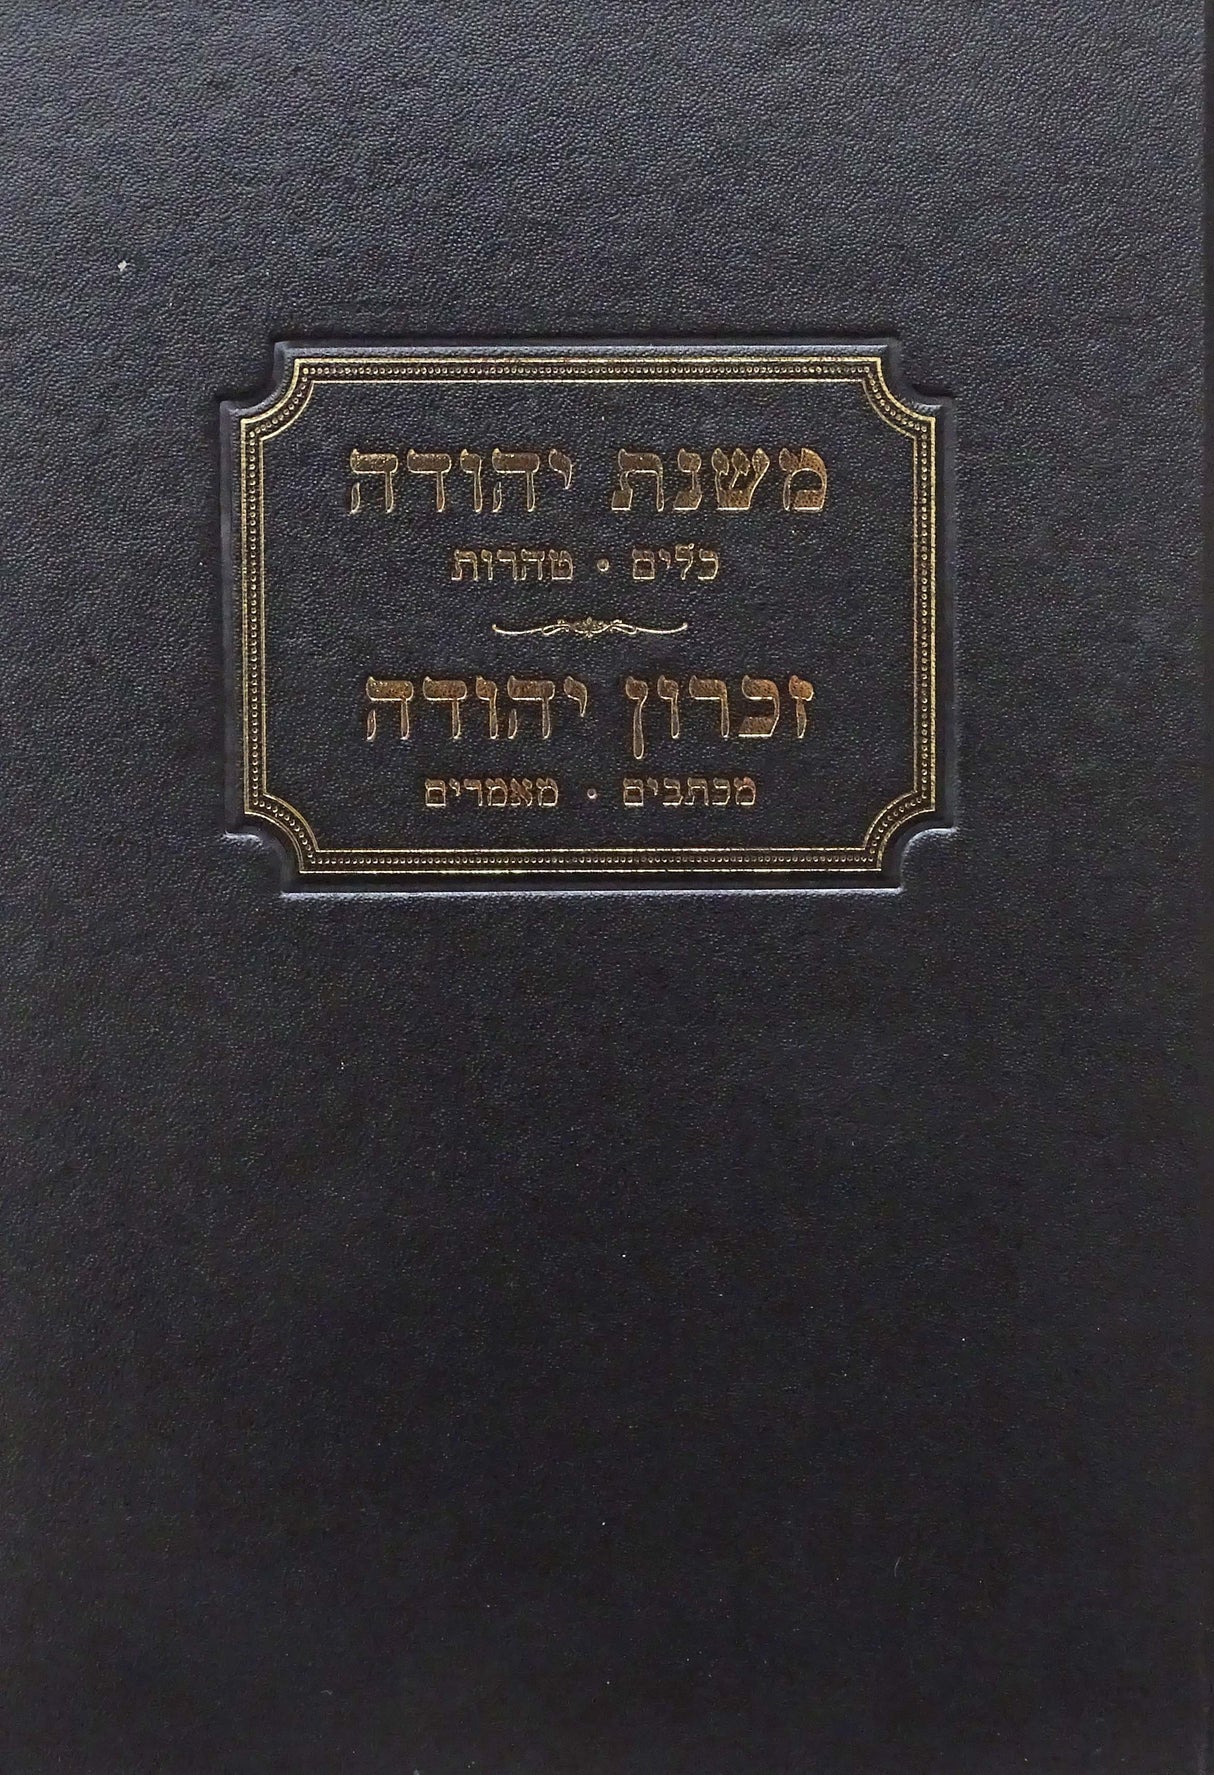 משנת יהודה
כלים • טהרות
זכרון יהודה
מכתבים • מאמרים